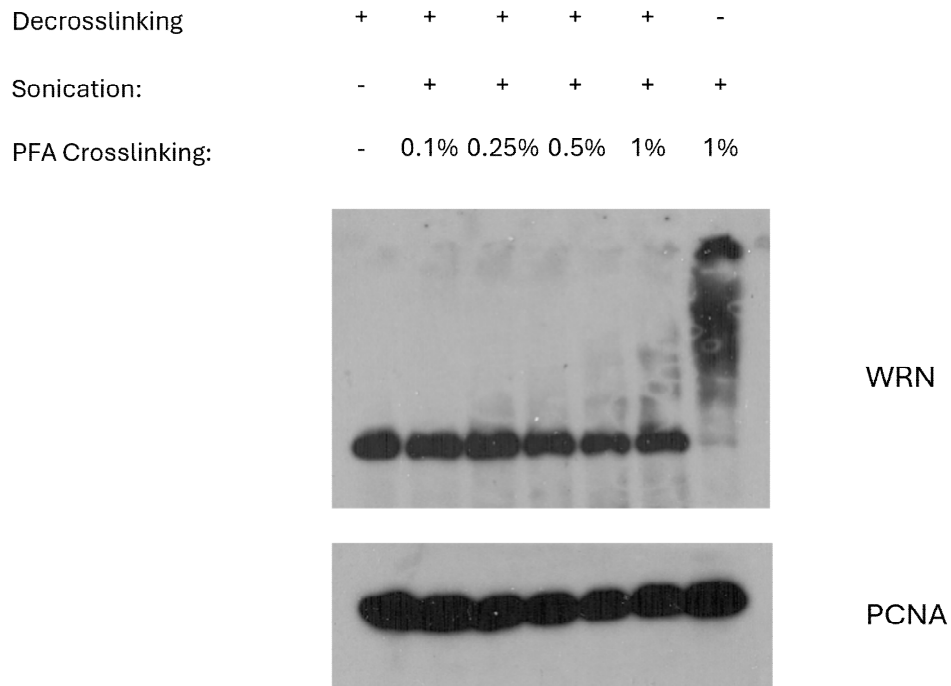 Decrosslinking + + + + + -
Sonication: - + + + + +
PFA Crosslinking: - 0.1% 0.25% 0.5% 1% 1%
WRN
PCNA